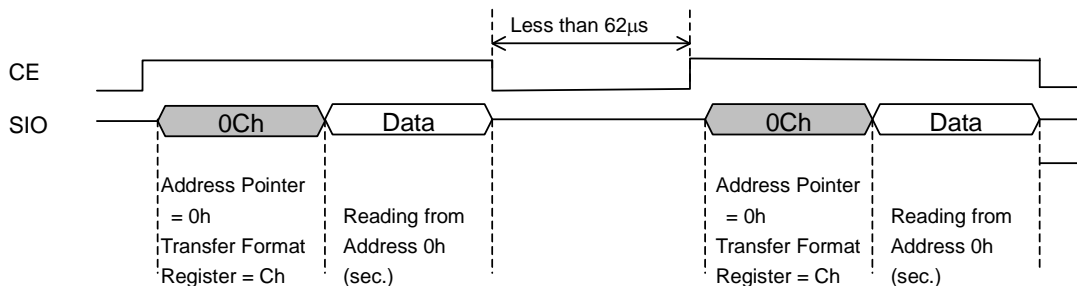 Less than 62μs
CE
SIO
0Ch
Data
0Ch
Data
Address Pointer
= 0h
Transfer Format
Register = Ch
Reading from
Address 0h
(sec.)
Address Pointer
= 0h
Transfer Format
Register = Ch
Reading from
Address 0h
(sec.)